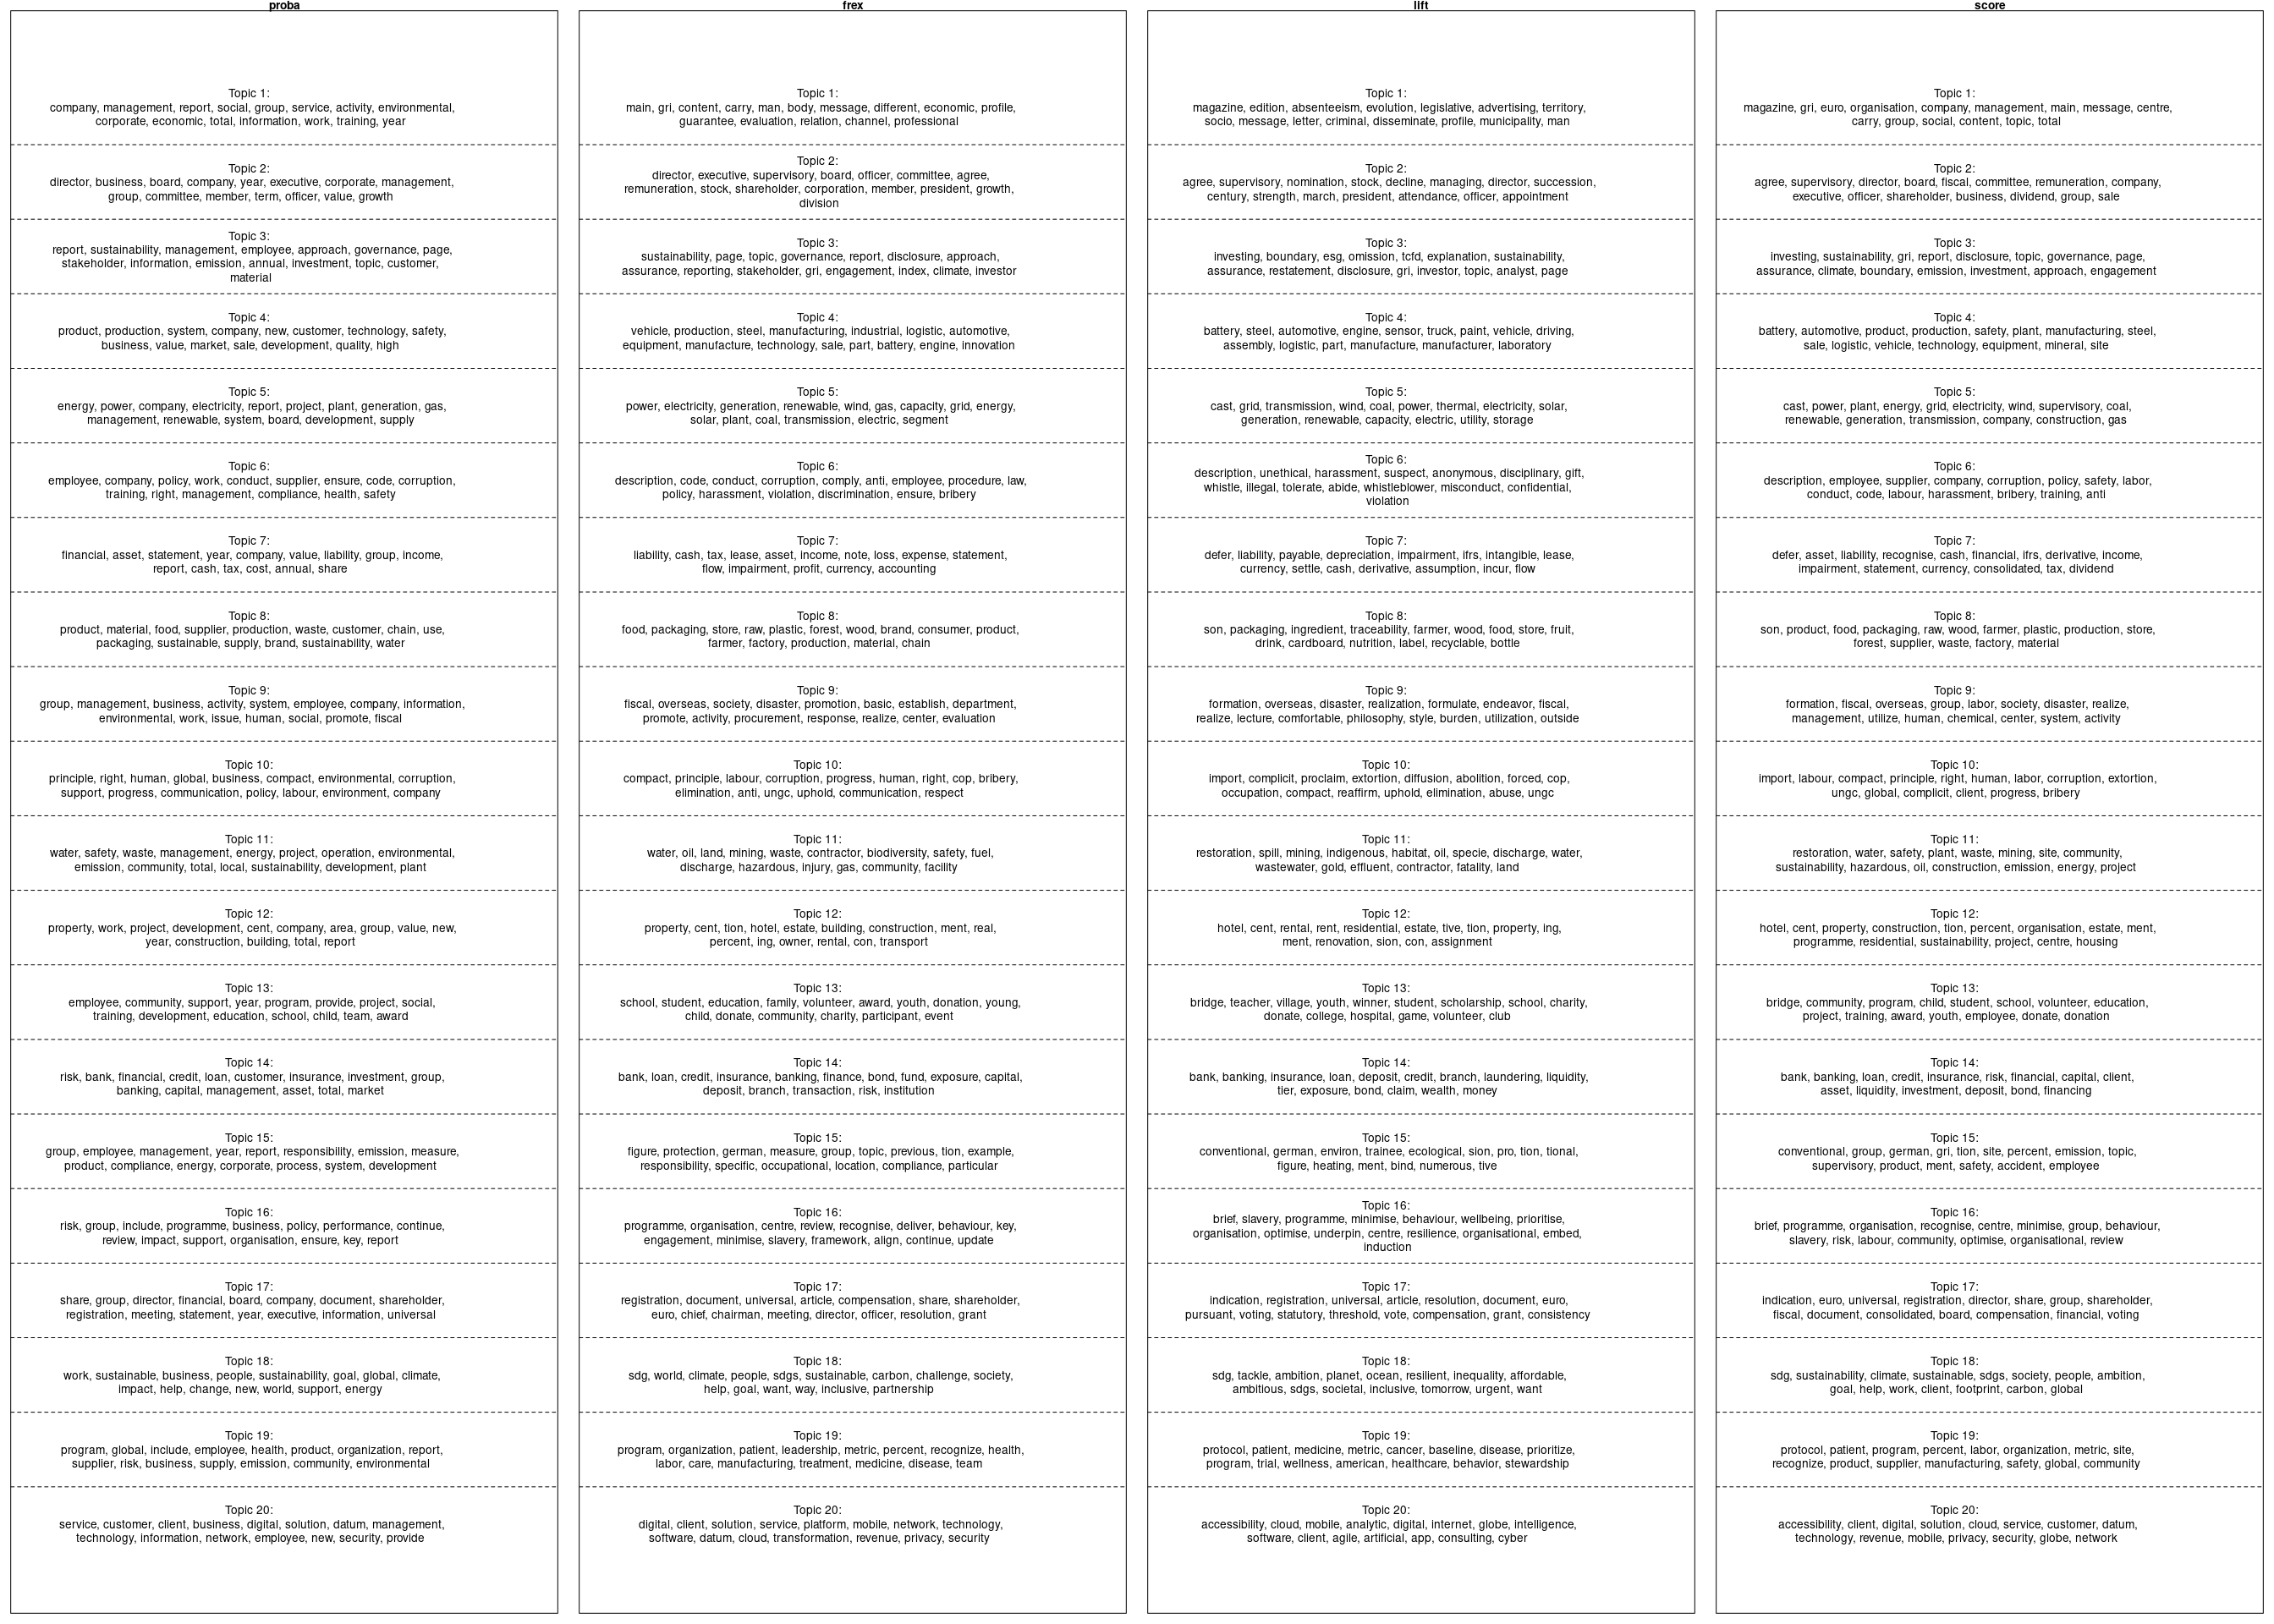 proba
Topic 1:
company, management, report, social, group, service, activity, environmental,
corporate, economic, total, information, work, training, year
Topic 2:
director, business, board, company, year, executive, corporate, management,
group, committee, member, term, officer, value, growth
Topic 3:
report, sustainability, management, employee, approach, governance, page,
stakeholder, information, emission, annual, investment, topic, customer,
material
Topic 4:
product, production, system, company, new, customer, technology, safety,
business, value, market, sale, development, quality, high
Topic 5:
energy, power, company, electricity, report, project, plant, generation, gas,
management, renewable, system, board, development, supply
Topic 6:
employee, company, policy, work, conduct, supplier, ensure, code, corruption,
training, right, management, compliance, health, safety
Topic 7:
financial, asset, statement, year, company, value, liability, group, income,
report, cash, tax, cost, annual, share
Topic 8:
product, material, food, supplier, production, waste, customer, chain, use,
packaging, sustainable, supply, brand, sustainability, water
Topic 9:
group, management, business, activity, system, employee, company, information,
environmental, work, issue, human, social, promote, fiscal
Topic 10:
principle, right, human, global, business, compact, environmental, corruption,
support, progress, communication, policy, labour, environment, company
Topic 11:
water, safety, waste, management, energy, project, operation, environmental,
emission, community, total, local, sustainability, development, plant
Topic 12:
property, work, project, development, cent, company, area, group, value, new,
year, construction, building, total, report
Topic 13:
employee, community, support, year, program, provide, project, social,
training, development, education, school, child, team, award
Topic 14:
risk, bank, financial, credit, loan, customer, insurance, investment, group,
banking, capital, management, asset, total, market
Topic 15:
group, employee, management, year, report, responsibility, emission, measure,
product, compliance, energy, corporate, process, system, development
Topic 16:
risk, group, include, programme, business, policy, performance, continue,
review, impact, support, organisation, ensure, key, report
Topic 17:
share, group, director, financial, board, company, document, shareholder,
registration, meeting, statement, year, executive, information, universal
Topic 18:
work, sustainable, business, people, sustainability, goal, global, climate,
impact, help, change, new, world, support, energy
Topic 19:
program, global, include, employee, health, product, organization, report,
supplier, risk, business, supply, emission, community, environmental
Topic 20:
service, customer, client, business, digital, solution, datum, management,
technology, information, network, employee, new, security, provide
frex
Topic 1:
main, gri, content, carry, man, body, message, different, economic, profile,
guarantee, evaluation, relation, channel, professional
Topic 2:
director, executive, supervisory, board, officer, committee, agree,
remuneration, stock, shareholder, corporation, member, president, growth,
division
Topic 3:
sustainability, page, topic, governance, report, disclosure, approach,
assurance, reporting, stakeholder, gri, engagement, index, climate, investor
Topic 4:
vehicle, production, steel, manufacturing, industrial, logistic, automotive,
equipment, manufacture, technology, sale, part, battery, engine, innovation
Topic 5:
power, electricity, generation, renewable, wind, gas, capacity, grid, energy,
solar, plant, coal, transmission, electric, segment
Topic 6:
description, code, conduct, corruption, comply, anti, employee, procedure, law,
policy, harassment, violation, discrimination, ensure, bribery
Topic 7:
liability, cash, tax, lease, asset, income, note, loss, expense, statement,
flow, impairment, profit, currency, accounting
Topic 8:
food, packaging, store, raw, plastic, forest, wood, brand, consumer, product,
farmer, factory, production, material, chain
Topic 9:
fiscal, overseas, society, disaster, promotion, basic, establish, department,
promote, activity, procurement, response, realize, center, evaluation
Topic 10:
compact, principle, labour, corruption, progress, human, right, cop, bribery,
elimination, anti, ungc, uphold, communication, respect
Topic 11:
water, oil, land, mining, waste, contractor, biodiversity, safety, fuel,
discharge, hazardous, injury, gas, community, facility
Topic 12:
property, cent, tion, hotel, estate, building, construction, ment, real,
percent, ing, owner, rental, con, transport
Topic 13:
school, student, education, family, volunteer, award, youth, donation, young,
child, donate, community, charity, participant, event
Topic 14:
bank, loan, credit, insurance, banking, finance, bond, fund, exposure, capital,
deposit, branch, transaction, risk, institution
Topic 15:
figure, protection, german, measure, group, topic, previous, tion, example,
responsibility, specific, occupational, location, compliance, particular
Topic 16:
programme, organisation, centre, review, recognise, deliver, behaviour, key,
engagement, minimise, slavery, framework, align, continue, update
Topic 17:
registration, document, universal, article, compensation, share, shareholder,
euro, chief, chairman, meeting, director, officer, resolution, grant
Topic 18:
sdg, world, climate, people, sdgs, sustainable, carbon, challenge, society,
help, goal, want, way, inclusive, partnership
Topic 19:
program, organization, patient, leadership, metric, percent, recognize, health,
labor, care, manufacturing, treatment, medicine, disease, team
Topic 20:
digital, client, solution, service, platform, mobile, network, technology,
software, datum, cloud, transformation, revenue, privacy, security
lift
Topic 1:
magazine, edition, absenteeism, evolution, legislative, advertising, territory,
socio, message, letter, criminal, disseminate, profile, municipality, man
Topic 2:
agree, supervisory, nomination, stock, decline, managing, director, succession,
century, strength, march, president, attendance, officer, appointment
Topic 3:
investing, boundary, esg, omission, tcfd, explanation, sustainability,
assurance, restatement, disclosure, gri, investor, topic, analyst, page
Topic 4:
battery, steel, automotive, engine, sensor, truck, paint, vehicle, driving,
assembly, logistic, part, manufacture, manufacturer, laboratory
Topic 5:
cast, grid, transmission, wind, coal, power, thermal, electricity, solar,
generation, renewable, capacity, electric, utility, storage
Topic 6:
description, unethical, harassment, suspect, anonymous, disciplinary, gift,
whistle, illegal, tolerate, abide, whistleblower, misconduct, confidential,
violation
Topic 7:
defer, liability, payable, depreciation, impairment, ifrs, intangible, lease,
currency, settle, cash, derivative, assumption, incur, flow
Topic 8:
son, packaging, ingredient, traceability, farmer, wood, food, store, fruit,
drink, cardboard, nutrition, label, recyclable, bottle
Topic 9:
formation, overseas, disaster, realization, formulate, endeavor, fiscal,
realize, lecture, comfortable, philosophy, style, burden, utilization, outside
Topic 10:
import, complicit, proclaim, extortion, diffusion, abolition, forced, cop,
occupation, compact, reaffirm, uphold, elimination, abuse, ungc
Topic 11:
restoration, spill, mining, indigenous, habitat, oil, specie, discharge, water,
wastewater, gold, effluent, contractor, fatality, land
Topic 12:
hotel, cent, rental, rent, residential, estate, tive, tion, property, ing,
ment, renovation, sion, con, assignment
Topic 13:
bridge, teacher, village, youth, winner, student, scholarship, school, charity,
donate, college, hospital, game, volunteer, club
Topic 14:
bank, banking, insurance, loan, deposit, credit, branch, laundering, liquidity,
tier, exposure, bond, claim, wealth, money
Topic 15:
conventional, german, environ, trainee, ecological, sion, pro, tion, tional,
figure, heating, ment, bind, numerous, tive
Topic 16:
brief, slavery, programme, minimise, behaviour, wellbeing, prioritise,
organisation, optimise, underpin, centre, resilience, organisational, embed,
induction
Topic 17:
indication, registration, universal, article, resolution, document, euro,
pursuant, voting, statutory, threshold, vote, compensation, grant, consistency
Topic 18:
sdg, tackle, ambition, planet, ocean, resilient, inequality, affordable,
ambitious, sdgs, societal, inclusive, tomorrow, urgent, want
Topic 19:
protocol, patient, medicine, metric, cancer, baseline, disease, prioritize,
program, trial, wellness, american, healthcare, behavior, stewardship
Topic 20:
accessibility, cloud, mobile, analytic, digital, internet, globe, intelligence,
software, client, agile, artificial, app, consulting, cyber
score
Topic 1:
magazine, gri, euro, organisation, company, management, main, message, centre,
carry, group, social, content, topic, total
Topic 2:
agree, supervisory, director, board, fiscal, committee, remuneration, company,
executive, officer, shareholder, business, dividend, group, sale
Topic 3:
investing, sustainability, gri, report, disclosure, topic, governance, page,
assurance, climate, boundary, emission, investment, approach, engagement
Topic 4:
battery, automotive, product, production, safety, plant, manufacturing, steel,
sale, logistic, vehicle, technology, equipment, mineral, site
Topic 5:
cast, power, plant, energy, grid, electricity, wind, supervisory, coal,
renewable, generation, transmission, company, construction, gas
Topic 6:
description, employee, supplier, company, corruption, policy, safety, labor,
conduct, code, labour, harassment, bribery, training, anti
Topic 7:
defer, asset, liability, recognise, cash, financial, ifrs, derivative, income,
impairment, statement, currency, consolidated, tax, dividend
Topic 8:
son, product, food, packaging, raw, wood, farmer, plastic, production, store,
forest, supplier, waste, factory, material
Topic 9:
formation, fiscal, overseas, group, labor, society, disaster, realize,
management, utilize, human, chemical, center, system, activity
Topic 10:
import, labour, compact, principle, right, human, labor, corruption, extortion,
ungc, global, complicit, client, progress, bribery
Topic 11:
restoration, water, safety, plant, waste, mining, site, community,
sustainability, hazardous, oil, construction, emission, energy, project
Topic 12:
hotel, cent, property, construction, tion, percent, organisation, estate, ment,
programme, residential, sustainability, project, centre, housing
Topic 13:
bridge, community, program, child, student, school, volunteer, education,
project, training, award, youth, employee, donate, donation
Topic 14:
bank, banking, loan, credit, insurance, risk, financial, capital, client,
asset, liquidity, investment, deposit, bond, financing
Topic 15:
conventional, group, german, gri, tion, site, percent, emission, topic,
supervisory, product, ment, safety, accident, employee
Topic 16:
brief, programme, organisation, recognise, centre, minimise, group, behaviour,
slavery, risk, labour, community, optimise, organisational, review
Topic 17:
indication, euro, universal, registration, director, share, group, shareholder,
fiscal, document, consolidated, board, compensation, financial, voting
Topic 18:
sdg, sustainability, climate, sustainable, sdgs, society, people, ambition,
goal, help, work, client, footprint, carbon, global
Topic 19:
protocol, patient, program, percent, labor, organization, metric, site,
recognize, product, supplier, manufacturing, safety, global, community
Topic 20:
accessibility, client, digital, solution, cloud, service, customer, datum,
technology, revenue, mobile, privacy, security, globe, network